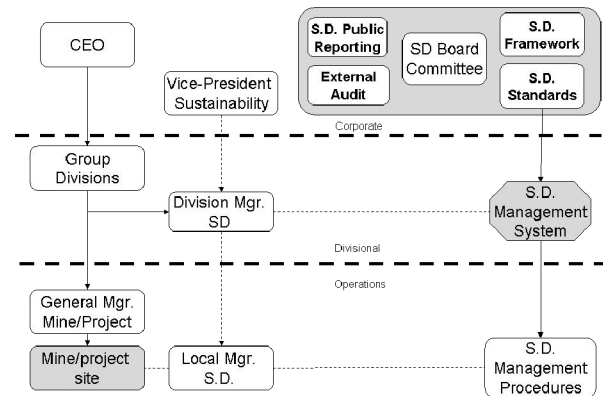 CEO
Vice-President
Sustainability
S.D. Public
Reporting
External
Audit
SD Board
Committee
S.D.
Framework
S.D.
Standards
Corporate
Group
Divisions
Division Mgr.
SD
S.D.
Management
System
Divisional
Operations
General Mgr.
Mine/Project
Mine/project
site
Local Mgr.
S.D.
S.D.
Management
Procedures